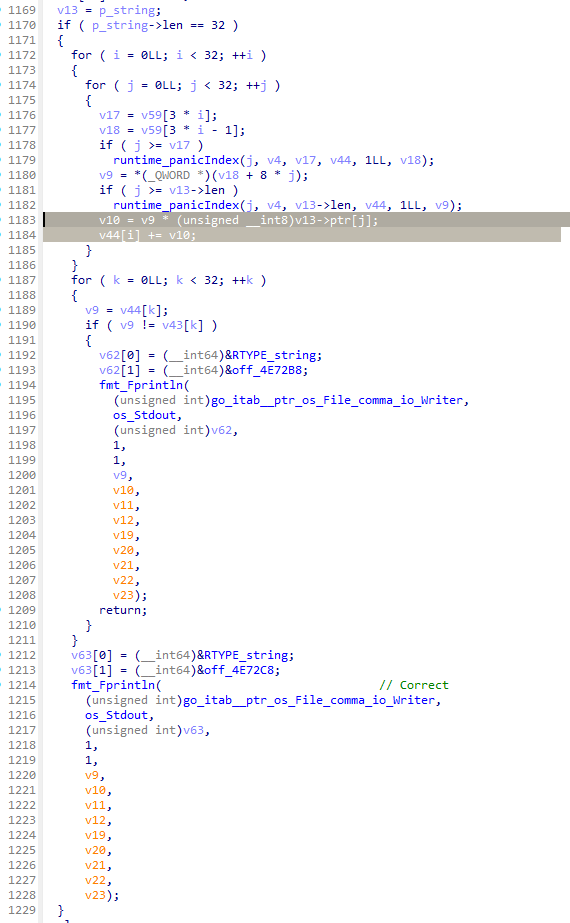 1169 v13 = p_string;
1170 if ( p_string->len == 32 )
1171 {
1172 for ( i = 0LL; i < 32; ++i )
1173 {
1174 for ( j = 0LL; j < 32; ++j )
1175 {
1176 v17 = v59[3 * i];
1177 v18 = v59[3 * i - 1];
1178 if ( j >= v17 )
1179 runtime_panicIndex(j, v4, v17, v44, 1LL, v18);
1180 v9 = *(_QWORD *)(v18 + 8 * j);
1181 if ( j >= v13->len )
1182 runtime_panicIndex(j, v4, v13->len, v44, 1LL, v9);
1183 v10 = v9 * (unsigned __int8)v13->ptr[j];
1184 v44[i] += v10;
1185 }
1186 }
1187 for ( k = 0LL; k < 32; ++k )
1188 {
1189 v9 = v44[k];
1190 if ( v9 != v43[k] )
1191 {
1192 v62[0] = (__int64)&RTYPE_string;
1193 v62[1] = (__int64)&off_4E72B8;
1194 fmt_Fprintln(
1195 (unsigned int)go_itab__ptr_os_File_comma_io_Writer,
1196 os_Stdout,
1197 (unsigned int)v62,
1198 1,
1199 1,
1200 v9,
1201 v10,
1202 v11,
1203 v12,
1204 v19,
1205 v20,
1206 v21,
1207 v22,
1208 v23);
1209 return;
1210 }
1211 }
1212 v63[0] = (__int64)&RTYPE_string;
1213 v63[1] = (__int64)&off_4E72C8;
1214 fmt_Fprintln( // Correct
1215 (unsigned int)go_itab__ptr_os_File_comma_io_Writer,
1216 os_Stdout,
1217 (unsigned int)v63,
1218 1,
1219 1,
1220 v9,
1221 v10,
1222 v11,
1223 v12,
1224 v19,
1225 v20,
1226 v21,
1227 v22,
1228 v23);
1229 }